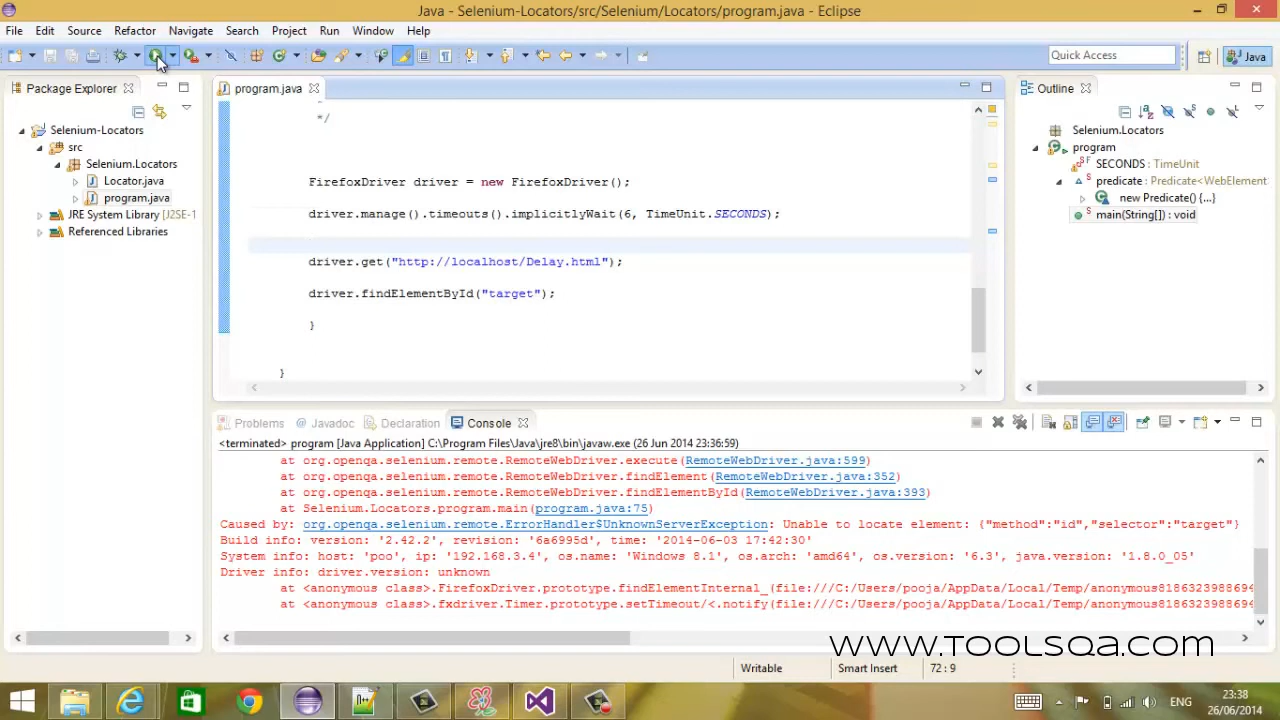 Java - Selenium-Locators/src/Selenium/Locators/program.java - Eclipse
File Edit Source Refactor Navigate Search Project Run Window Help
Quick Access
Java
Package Explorer
Selenium-Locators
src
Selenium.Locators
Locator.java
program.java
JRE System Library [J2SE-1
Referenced Libraries
program.java
*/
FirefoxDriver driver = new FirefoxDriver();
driver.manage().timeouts().implicitlyWait(6, TimeUnit.SECONDS);
driver.get("http://localhost/Delay.html");
driver.findElementById("target");
}
}
Outline
Selenium.Locators
program
SECONDS : TimeUnit
predicate : Predicate<WebElement
new Predicate() {...}
main(String[]) : void
Problems @ Javadoc Declaration Console
<terminated> program [Java Application] C:\Program Files\Java\jre8\bin\javaw.exe (26 Jun 2014 23:36:59)
at org.openqa.selenium.remote.RemoteWebDriver.execute(RemoteWebDriver.java:599)
at org.openqa.selenium.remote.RemoteWebDriver.findElement(RemoteWebDriver.java:352)
at org.openqa.selenium.remote.RemoteWebDriver.findElementById(RemoteWebDriver.java:393)
at Selenium.Locators.program.main(program.java:75)
Caused by: org.openqa.selenium.remote.ErrorHandler$UnknownServerException: Unable to locate element: {"method":"id","selector":"target"}
Build info: version: '2.42.2', revision: '6a6995d', time: '2014-06-03 17:42:30'
System info: host: 'poo', ip: '192.168.3.4', os.name: 'Windows 8.1', os.arch: 'amd64', os.version: '6.3', java.version: '1.8.0_05'
Driver info: driver.version: unknown
at <anonymous class>.FirefoxDriver.prototype.findElementInternal_(file:///C:/Users/pooja/AppData/Local/Temp/anonymous8186323988694
at <anonymous class>.fxdriver.Timer.prototype.setTimeout/<.notify(file:///C:/Users/pooja/AppData/Local/Temp/anonymous8186323988694
www.TOOLSQA.com
Writable Smart Insert 72 : 9
ENG
23:38
26/06/2014